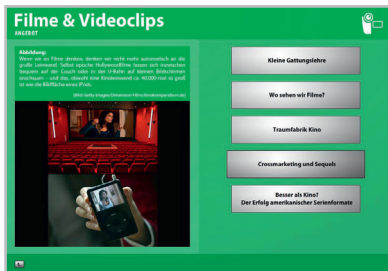 Filme & Videoclips
ANGEBOT
Abbildung:
Wenn wir an Filme denken, denken wir nicht mehr automatisch an die
große Leinwand. Selbst epische Hollywoodfilme lassen sich inzwischen
bequem auf der Couch oder in der U-Bahn auf kleinen Bildschirmen
anschauen – und das, obwohl eine Kinoleinwand ca. 40.000-mal so groß
ist wie die Bildfläche eines iPods.
Kleine Gattungslehre
Wo sehen wir Filme?
Traumfabrik Kino
Crossmarketing und Sequels
Besser als Kino?
Der Erfolg amerikanischer Serienformate